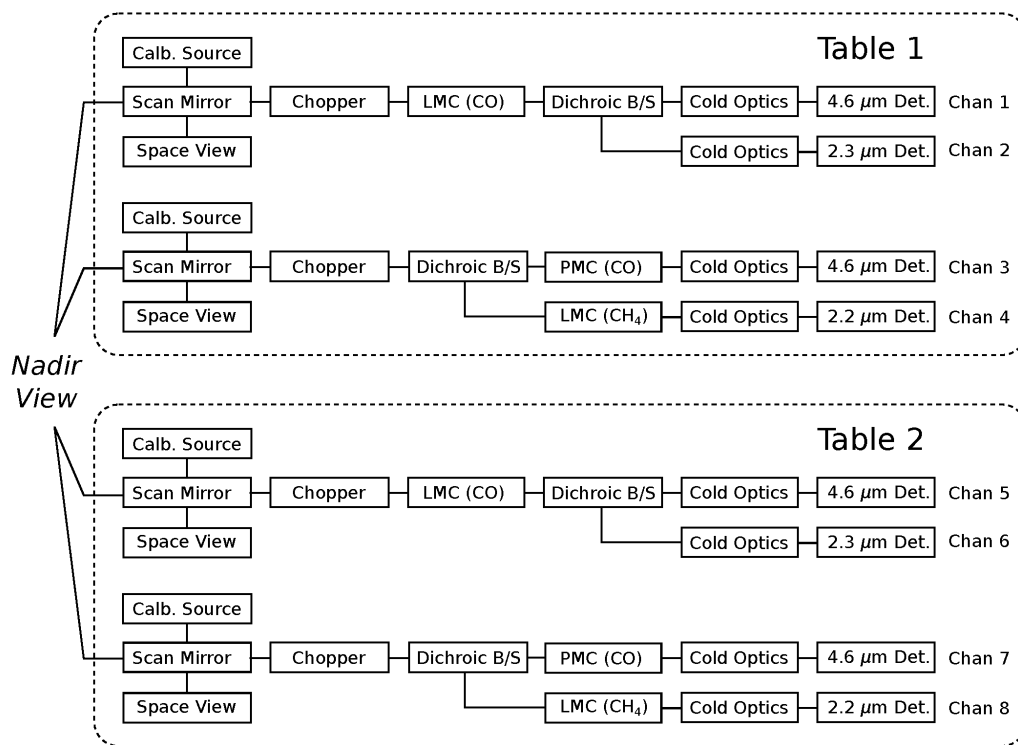 Table 1
Calb. Source
Scan Mirror Chopper LMC (CO) Dichroic B/S Cold Optics 4.6 μm Det. Chan 1
Space View Cold Optics 2.3 μm Det. Chan 2
Calb. Source
Scan Mirror Chopper Dichroic B/S PMC (CO) Cold Optics 4.6 μm Det. Chan 3
Space View LMC (CH₄) Cold Optics 2.2 μm Det. Chan 4
Nadir
View
Table 2
Calb. Source
Scan Mirror Chopper LMC (CO) Dichroic B/S Cold Optics 4.6 μm Det. Chan 5
Space View Cold Optics 2.3 μm Det. Chan 6
Calb. Source
Scan Mirror Chopper Dichroic B/S PMC (CO) Cold Optics 4.6 μm Det. Chan 7
Space View LMC (CH₄) Cold Optics 2.2 μm Det. Chan 8